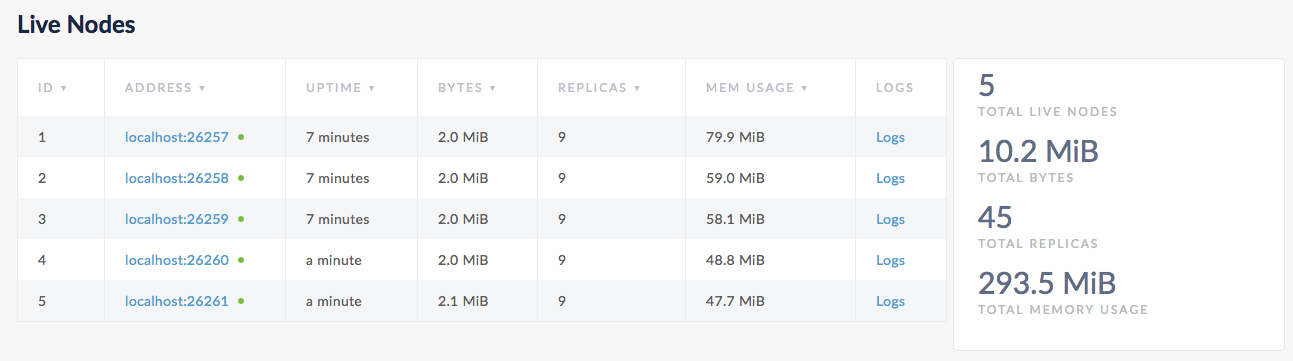 Live Nodes
ID ▼ ADDRESS ▼ UPTIME ▼ BYTES ▼ REPLICAS ▼ MEM USAGE ▼ LOGS
1 localhost:26257 7 minutes 2.0 MiB 9 79.9 MiB Logs
2 localhost:26258 7 minutes 2.0 MiB 9 59.0 MiB Logs
3 localhost:26259 7 minutes 2.0 MiB 9 58.1 MiB Logs
4 localhost:26260 a minute 2.0 MiB 9 48.8 MiB Logs
5 localhost:26261 a minute 2.1 MiB 9 47.7 MiB Logs
5
TOTAL LIVE NODES
10.2 MiB
TOTAL BYTES
45
TOTAL REPLICAS
293.5 MiB
TOTAL MEMORY USAGE